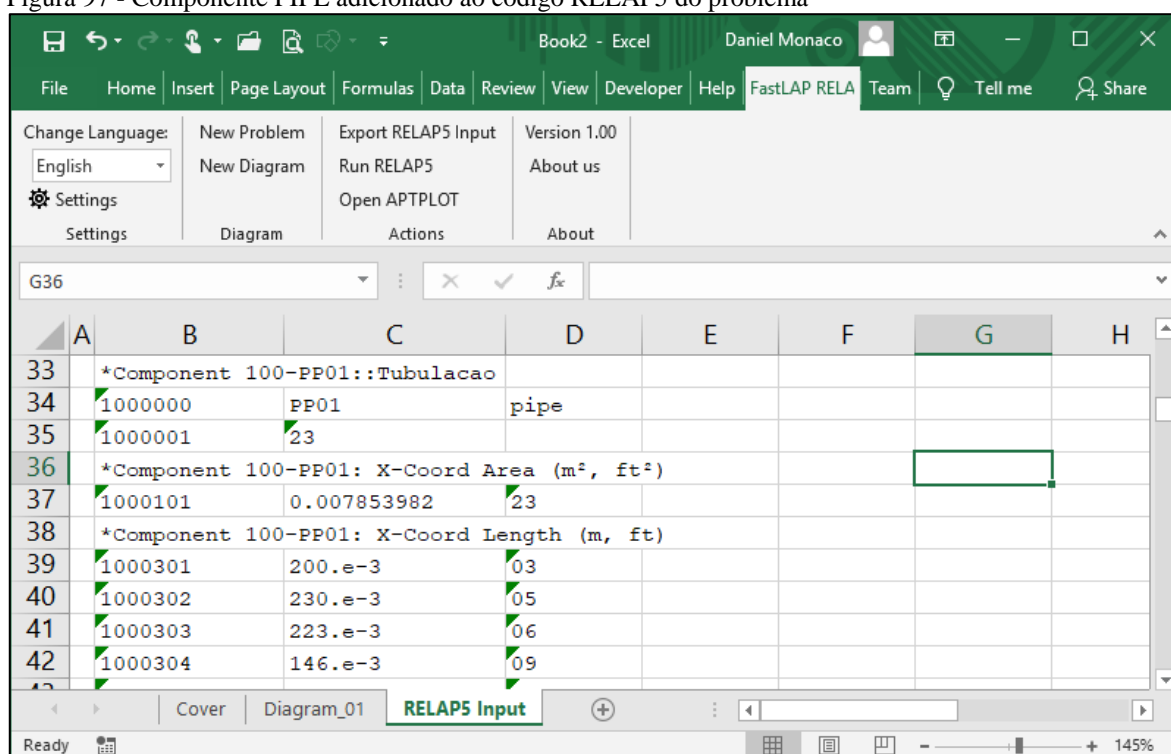 Figura 97 - Componente PIPE adicionado ao código RELAP5 do problema
Book2 - Excel Daniel Monaco
File Home Insert Page Layout Formulas Data Review View Developer Help FastLAP RELA Team Tell me Share
Change Language: New Problem Export RELAP5 Input Version 1.00
English New Diagram Run RELAP5 About us
Settings Open APTPLOT
Settings Diagram Actions About
G36 fx
A B C D E F G H
33 *Component 100-PP01::Tubulacao
34 1000000 PP01 pipe
35 1000001 23
36 *Component 100-PP01: X-Coord Area (m², ft²)
37 1000101 0.007853982 23
38 *Component 100-PP01: X-Coord Length (m, ft)
39 1000301 200.e-3 03
40 1000302 230.e-3 05
41 1000303 223.e-3 06
42 1000304 146.e-3 09
Cover Diagram_01 RELAP5 Input
Ready 145%